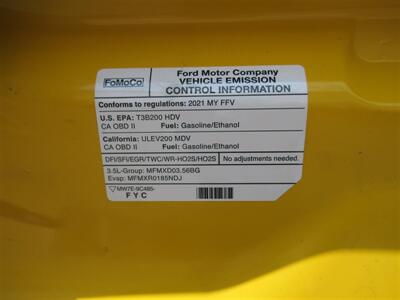 FoMoCo
Ford Motor Company
VEHICLE EMISSION
CONTROL INFORMATION
Conforms to regulations: 2021 MY FFV
U.S. EPA: T3B200 HDV
CA OBD II Fuel: Gasoline/Ethanol
California: ULEV200 MDV
CA OBD II Fuel: Gasoline/Ethanol
DFI/SFI/EGR/TWC/WR-HO2S/HO2S No adjustments needed.
3.5L-Group: MFMXD03.56BG
Evap: MFMXR0185NDJ
MW7E-9C485-
FYC